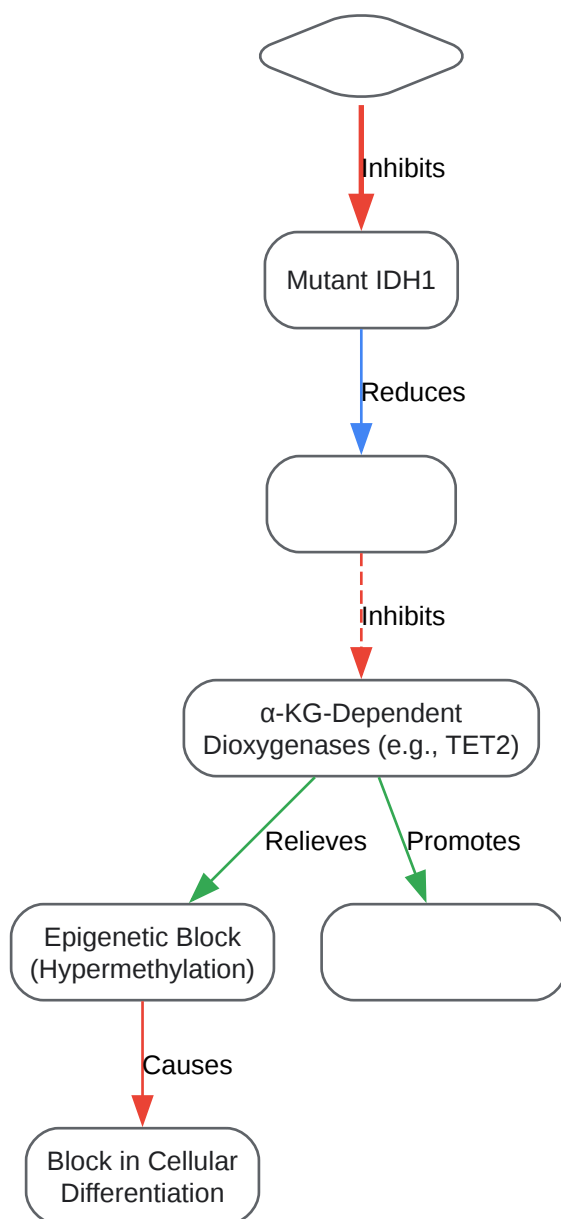 Inhibits
Mutant IDH1
Reduces
Inhibits
α-KG-Dependent
Dioxygenases (e.g., TET2)
Relieves
Promotes
Epigenetic Block
(Hypermethylation)
Causes
Block in Cellular
Differentiation